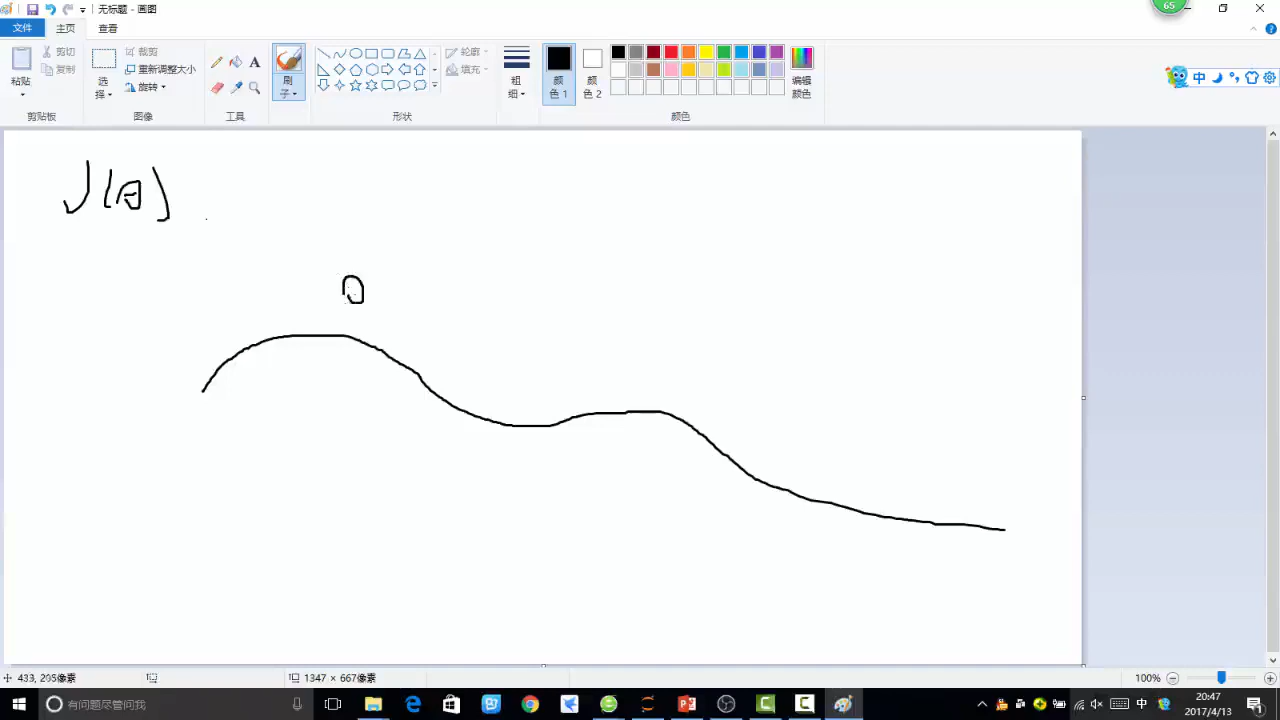 65
无标题 - 画图
文件 主页 查看
粘贴 剪切 复制 选择 裁剪 重新调整大小 旋转 A 刷子 轮廓 填充 粗细 颜色 1 颜色 2 编辑颜色 中
剪贴板 图像 工具 形状 颜色
J(θ)
433, 293像素 1347 × 667像素 100%
有问题尽管问我 中 20:47
2017/4/13